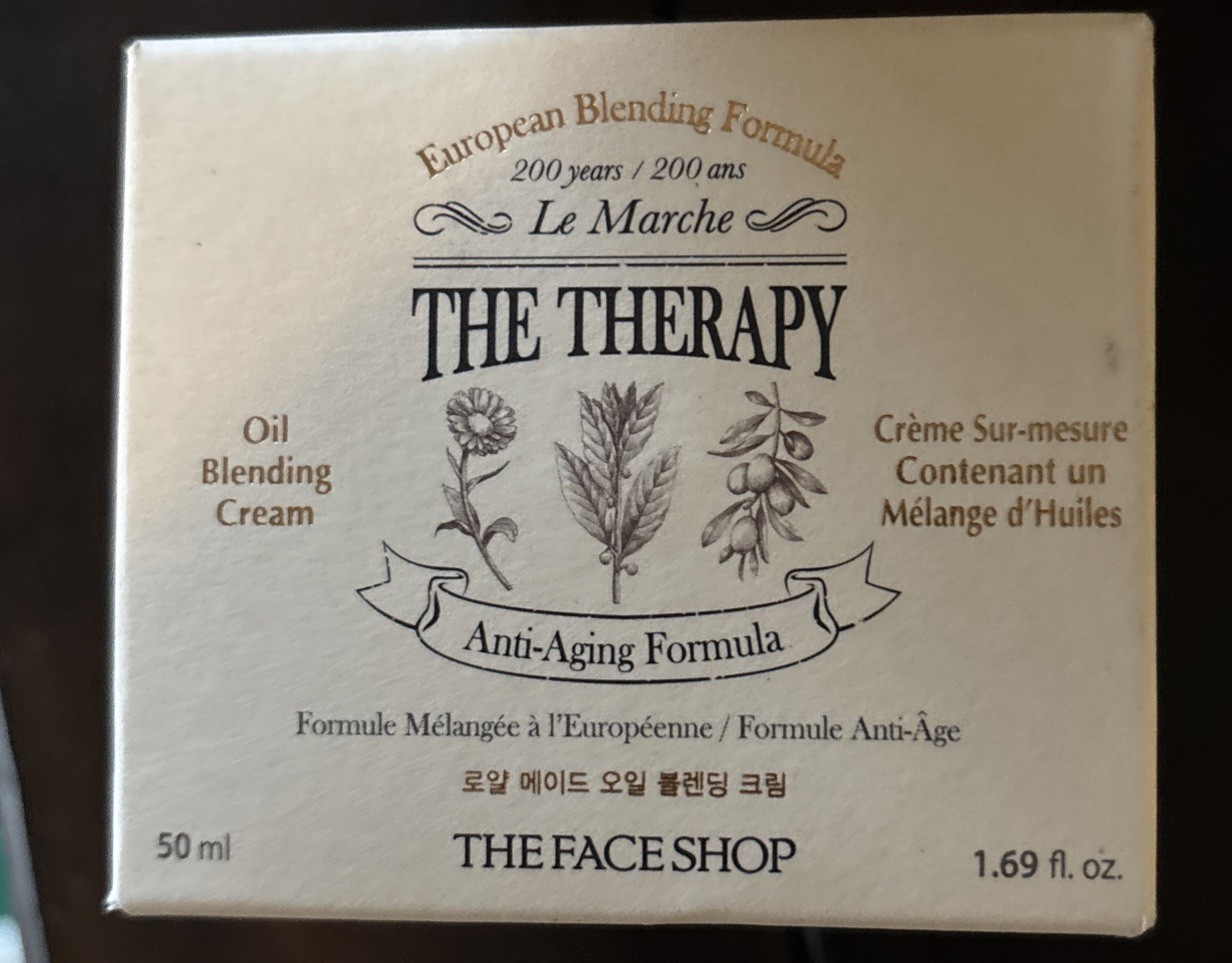 European Blending Formula
200 years / 200 ans
Le Marche
THE THERAPY
Oil
Blending
Cream
Crème Sur-mesure
Contenant un
Mélange d'Huiles
Anti-Aging Formula
Formule Mélangée à l'Européenne / Formule Anti-Âge
로얄 메이드 오일 블렌딩 크림
50 ml
THE FACE SHOP
1.69 fl. oz.